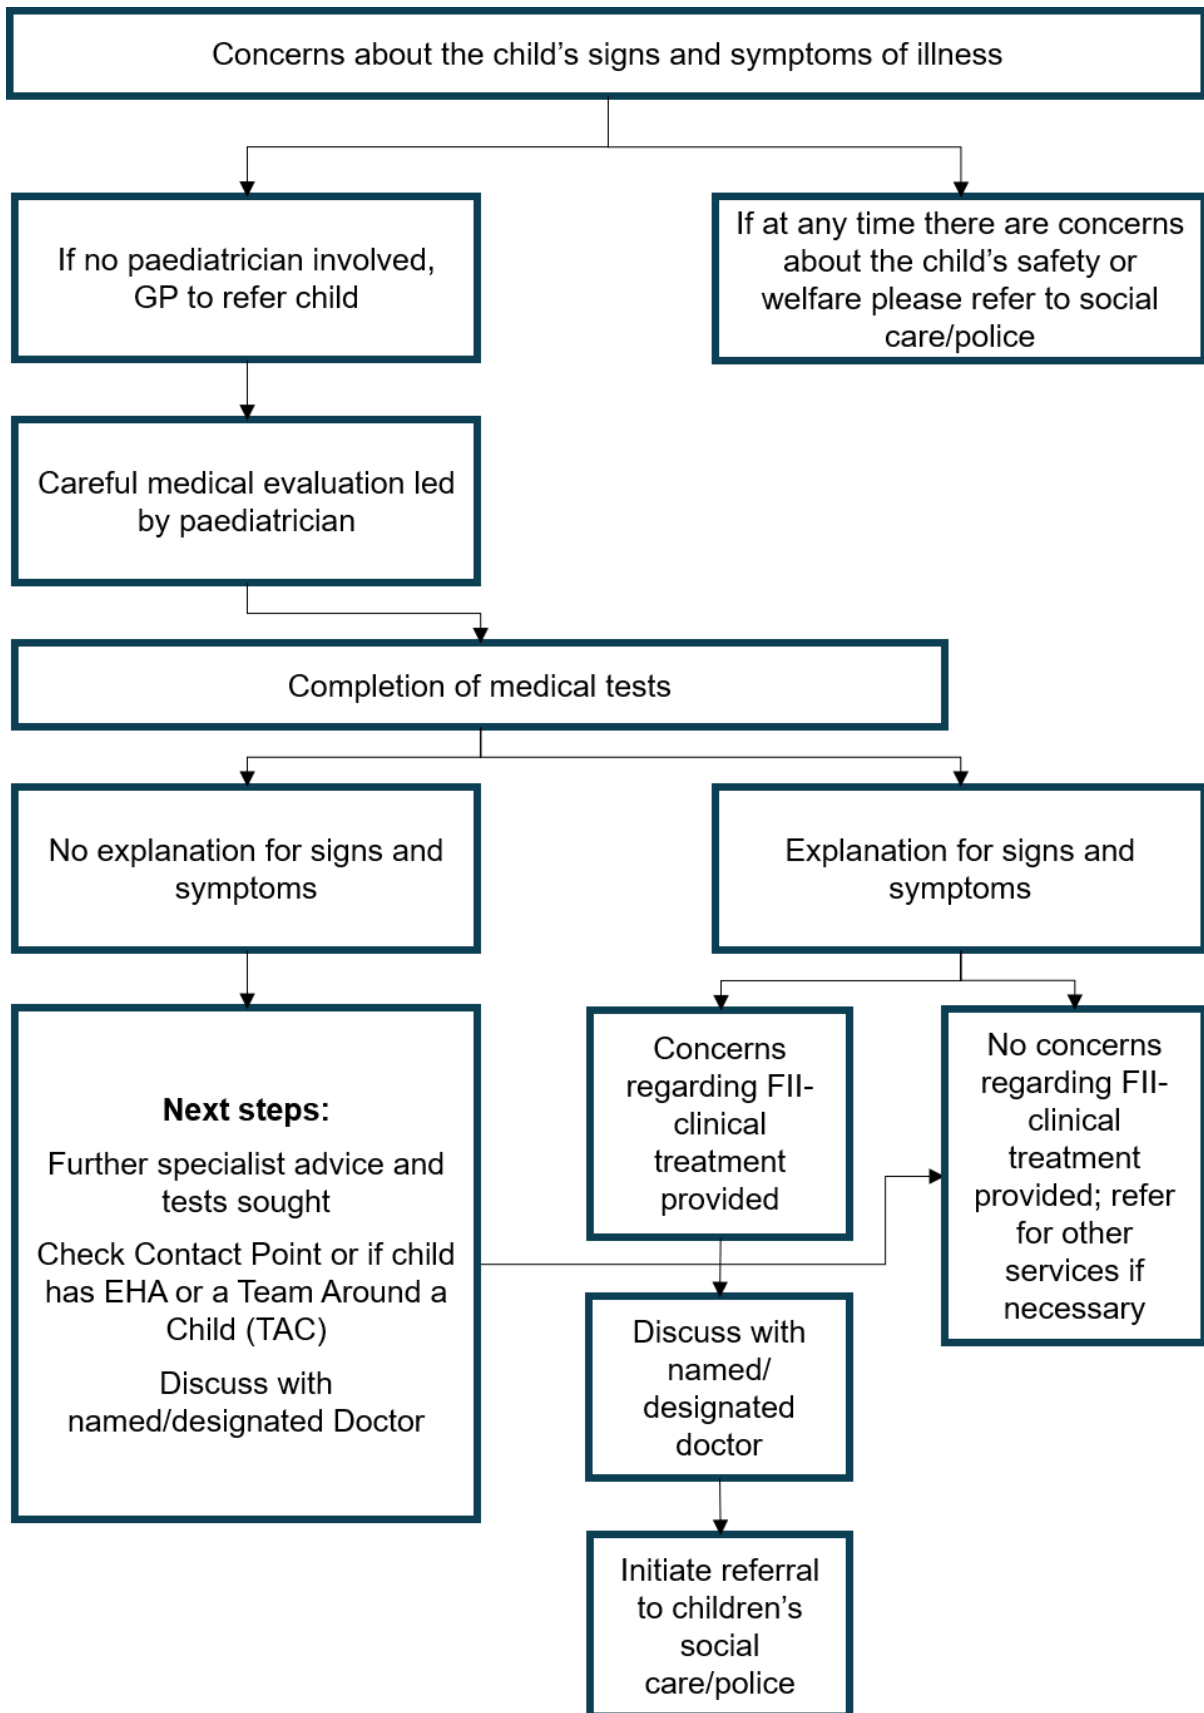 Concerns about the child’s signs and symptoms of illness
If no paediatrician involved,
GP to refer child
If at any time there are concerns
about the child’s safety or
welfare please refer to social
care/police
Careful medical evaluation led
by paediatrician
Completion of medical tests
No explanation for signs and
symptoms
Explanation for signs and
symptoms
Next steps:
Further specialist advice and
tests sought
Check Contact Point or if child
has EHA or a Team Around a
Child (TAC)
Discuss with
named/designated Doctor
Concerns
regarding FII-
clinical
treatment
provided
No concerns
regarding FII-
clinical
treatment
provided; refer
for other
services if
necessary
Discuss with
named/
designated
doctor
Initiate referral
to children’s
social
care/police